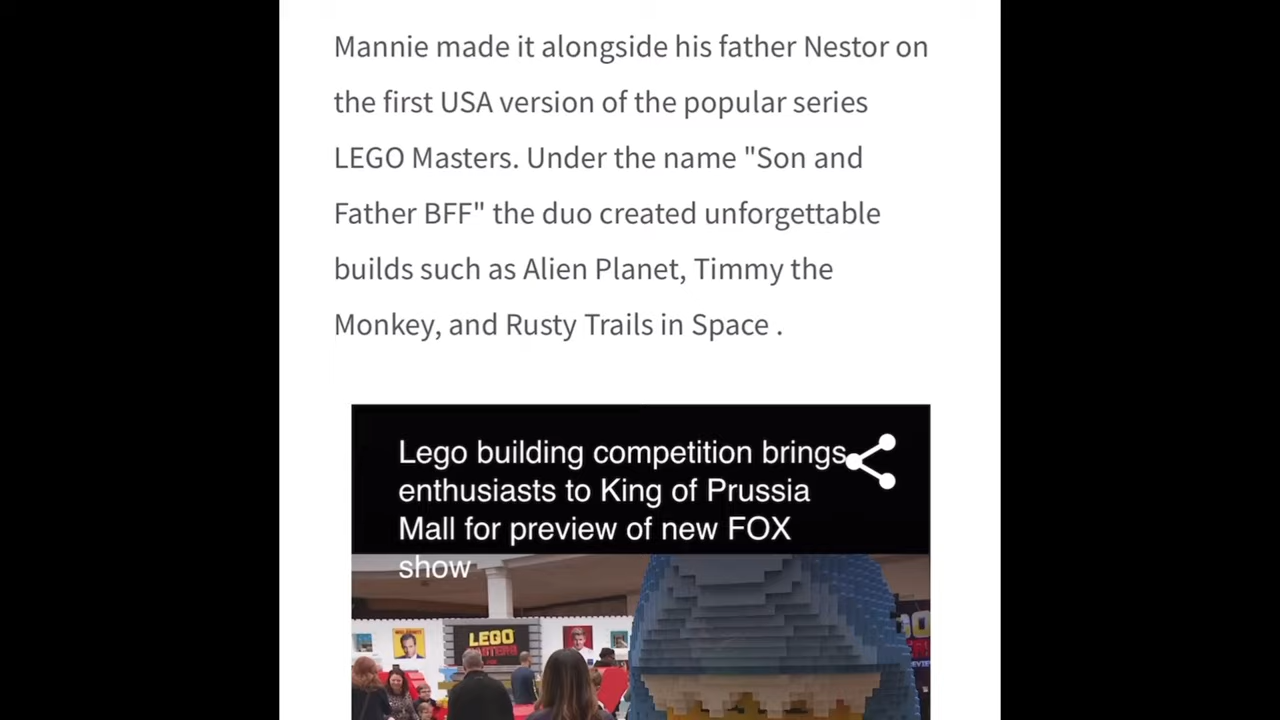 Mannie made it alongside his father Nestor on
the first USA version of the popular series
LEGO Masters. Under the name "Son and
Father BFF" the duo created unforgettable
builds such as Alien Planet, Timmy the
Monkey, and Rusty Trails in Space .
Lego building competition brings
enthusiasts to King of Prussia
Mall for preview of new FOX
show
LEGO
MASTERS